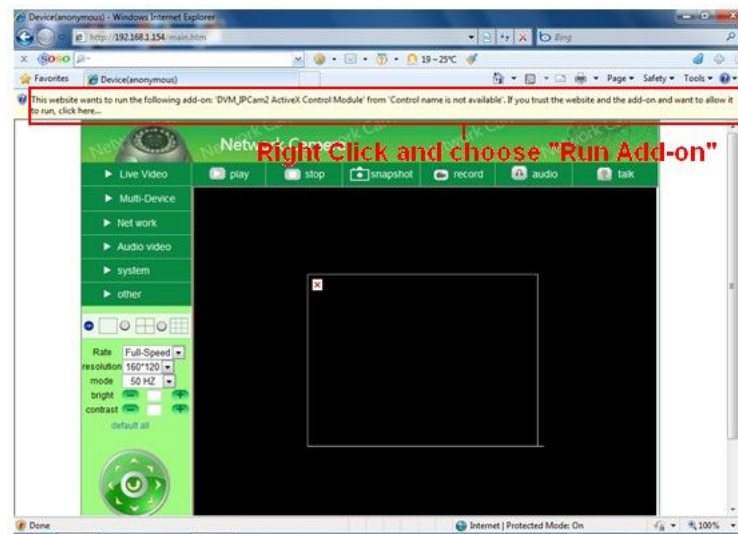 Device(anonymous) - Windows Internet Explorer
http://192.168.1.154/main.htm
Bing
SOSO
19~25℃
Favorites Device(anonymous) Page Safety Tools
This website wants to run the following add-on: 'DVM_IPCam2 ActiveX Control Module' from 'Control name is not available'. If you trust the website and the add-on and want to allow it
to run, click here...
Network Camera
Right Click and choose "Run Add-on"
Live Video play stop snapshot record audio talk
Multi-Device
Net work
Audio video
system
other
Rate Full-Speed
resolution 160*120
mode 50 HZ
bright
contrast
default all
Done Internet | Protected Mode: On 100%